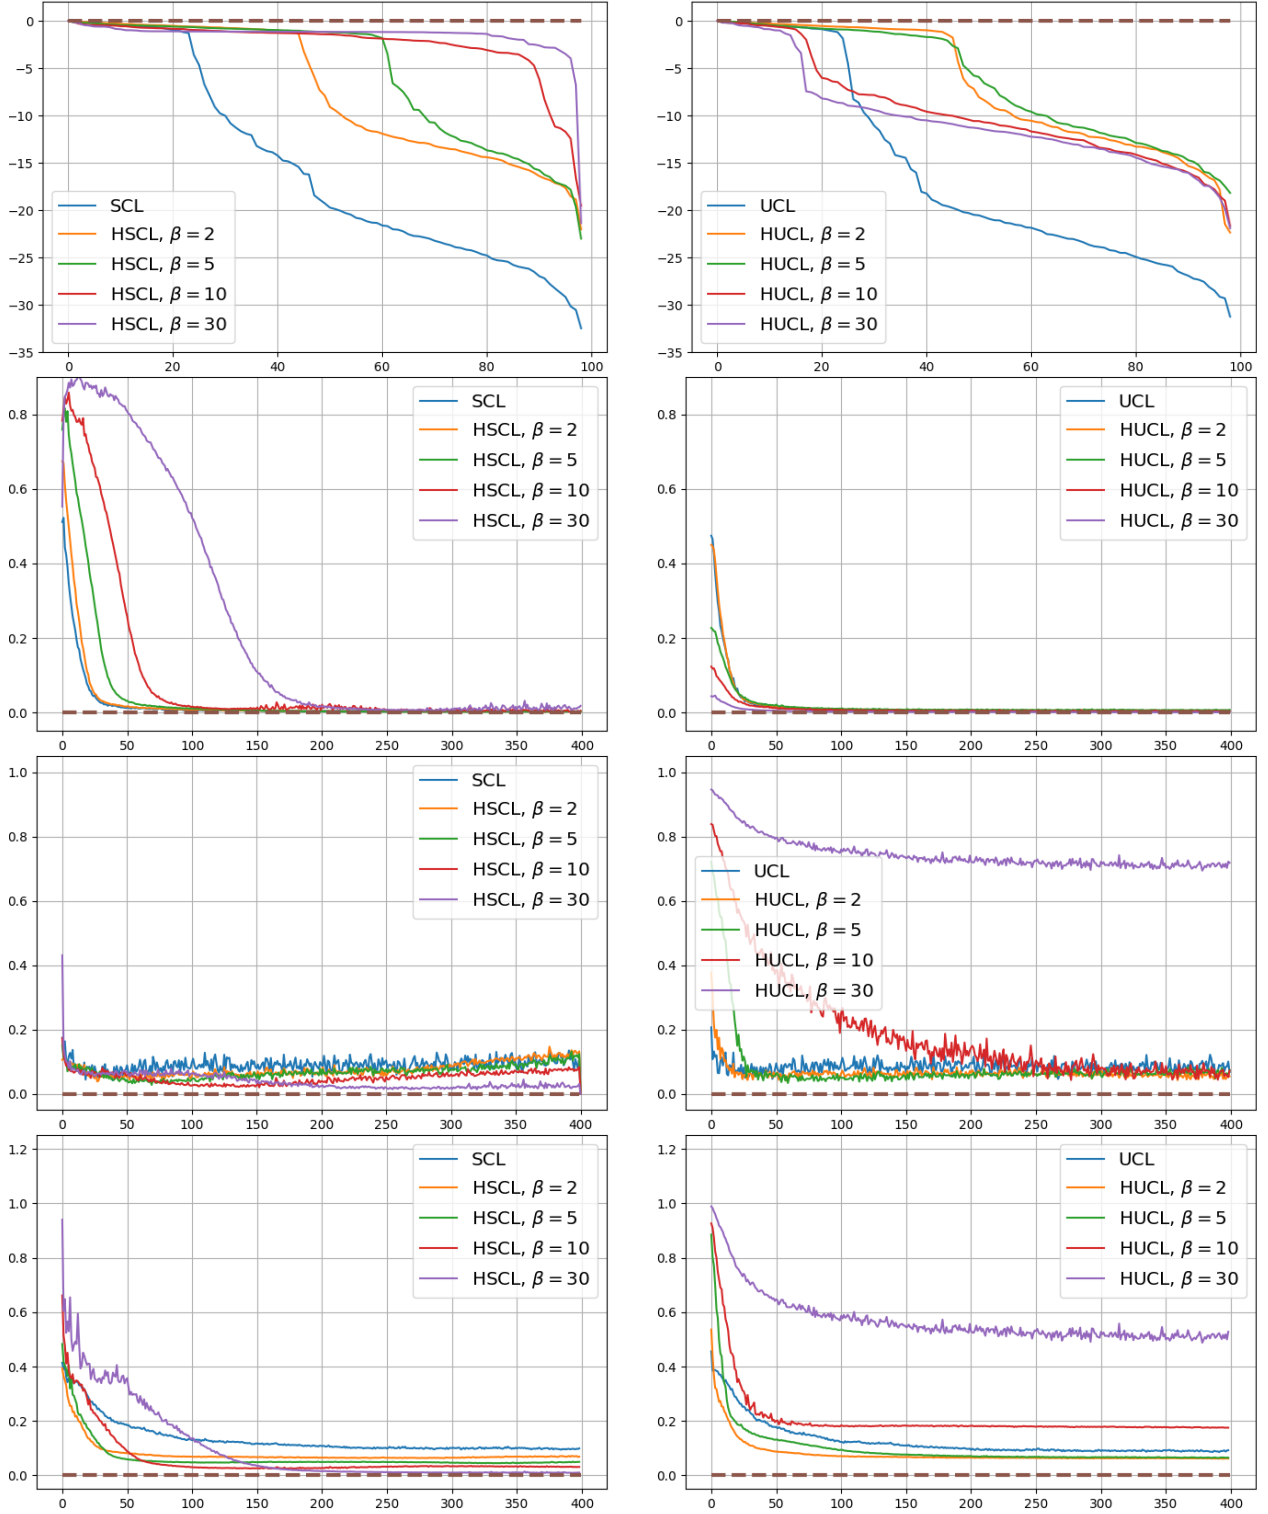 0
−5
−10
−15
−20
−25
−30
−35
0 20 40 60 80 100
SCL
HSCL, β = 2
HSCL, β = 5
HSCL, β = 10
HSCL, β = 30
0
−5
−10
−15
−20
−25
−30
−35
0 20 40 60 80 100
UCL
HUCL, β = 2
HUCL, β = 5
HUCL, β = 10
HUCL, β = 30
0.8
0.6
0.4
0.2
0.0
0 50 100 150 200 250 300 350 400
SCL
HSCL, β = 2
HSCL, β = 5
HSCL, β = 10
HSCL, β = 30
0.8
0.6
0.4
0.2
0.0
0 50 100 150 200 250 300 350 400
UCL
HUCL, β = 2
HUCL, β = 5
HUCL, β = 10
HUCL, β = 30
1.0
0.8
0.6
0.4
0.2
0.0
0 50 100 150 200 250 300 350 400
SCL
HSCL, β = 2
HSCL, β = 5
HSCL, β = 10
HSCL, β = 30
1.0
0.8
0.6
0.4
0.2
0.0
0 50 100 150 200 250 300 350 400
UCL
HUCL, β = 2
HUCL, β = 5
HUCL, β = 10
HUCL, β = 30
1.2
1.0
0.8
0.6
0.4
0.2
0.0
0 50 100 150 200 250 300 350 400
SCL
HSCL, β = 2
HSCL, β = 5
HSCL, β = 10
HSCL, β = 30
1.2
1.0
0.8
0.6
0.4
0.2
0.0
0 50 100 150 200 250 300 350 400
UCL
HUCL, β = 2
HUCL, β = 5
HUCL, β = 10
HUCL, β = 30